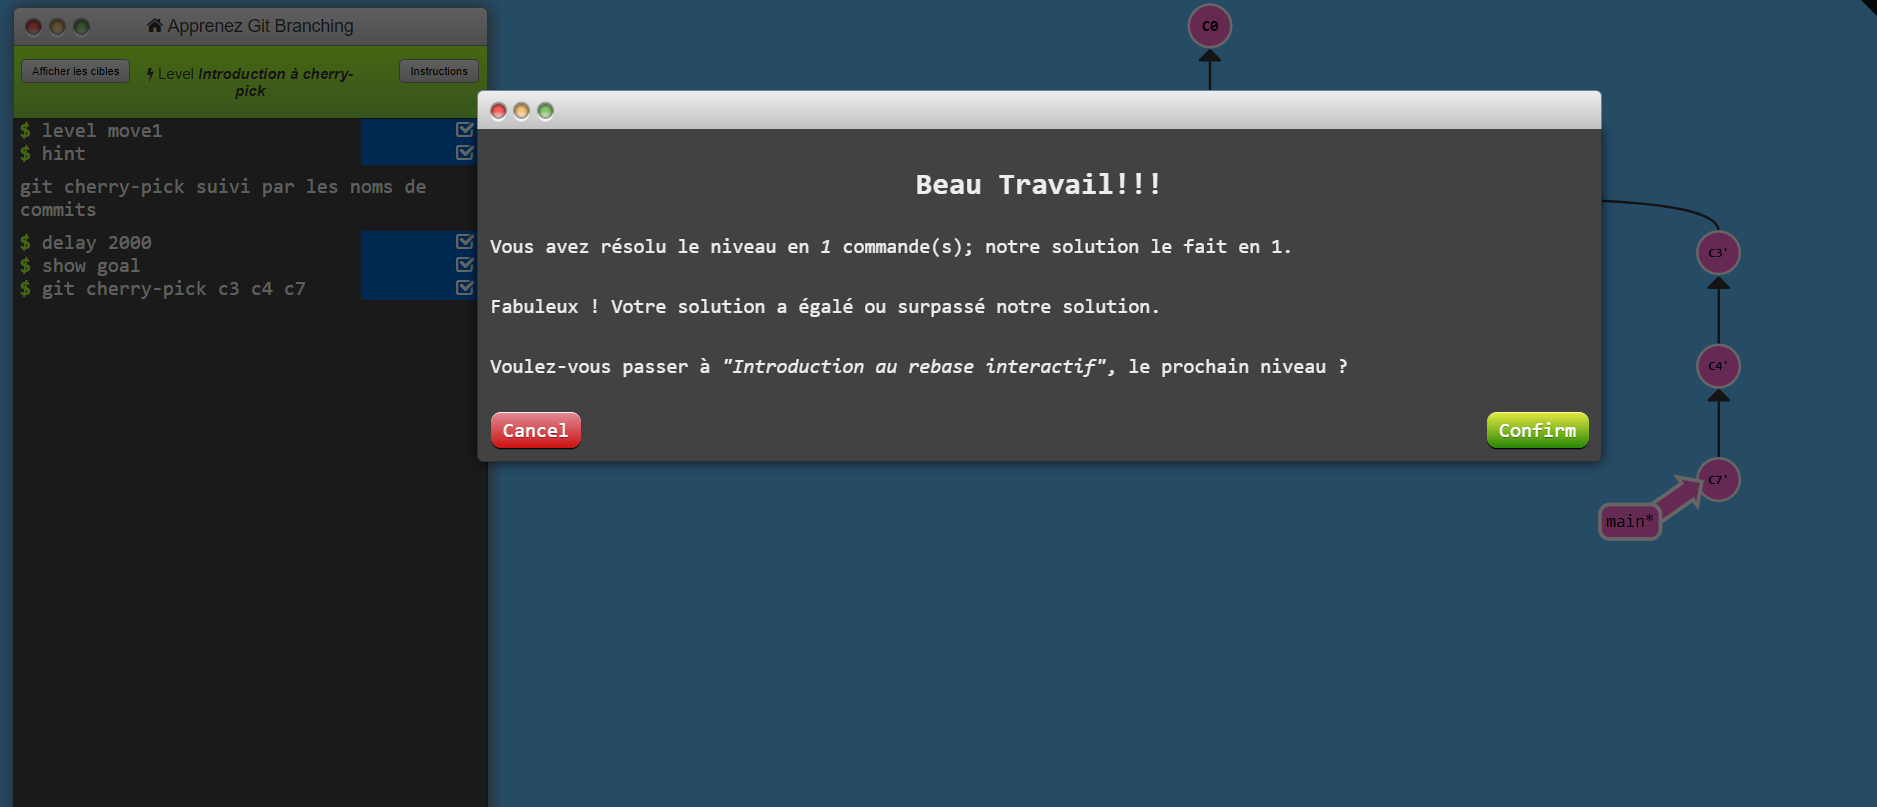 Apprenez Git Branching
Afficher les cibles
Level Introduction à cherry-
pick
Instructions
$ level move1
$ hint
git cherry-pick suivi par les noms de
commits
$ delay 2000
$ show goal
$ git cherry-pick c3 c4 c7
C0
Beau Travail!!!
Vous avez résolu le niveau en 1 commande(s); notre solution le fait en 1.
Fabuleux ! Votre solution a égalé ou surpassé notre solution.
Voulez-vous passer à "Introduction au rebase interactif", le prochain niveau ?
Cancel
Confirm
C3'
C4'
C7'
main*